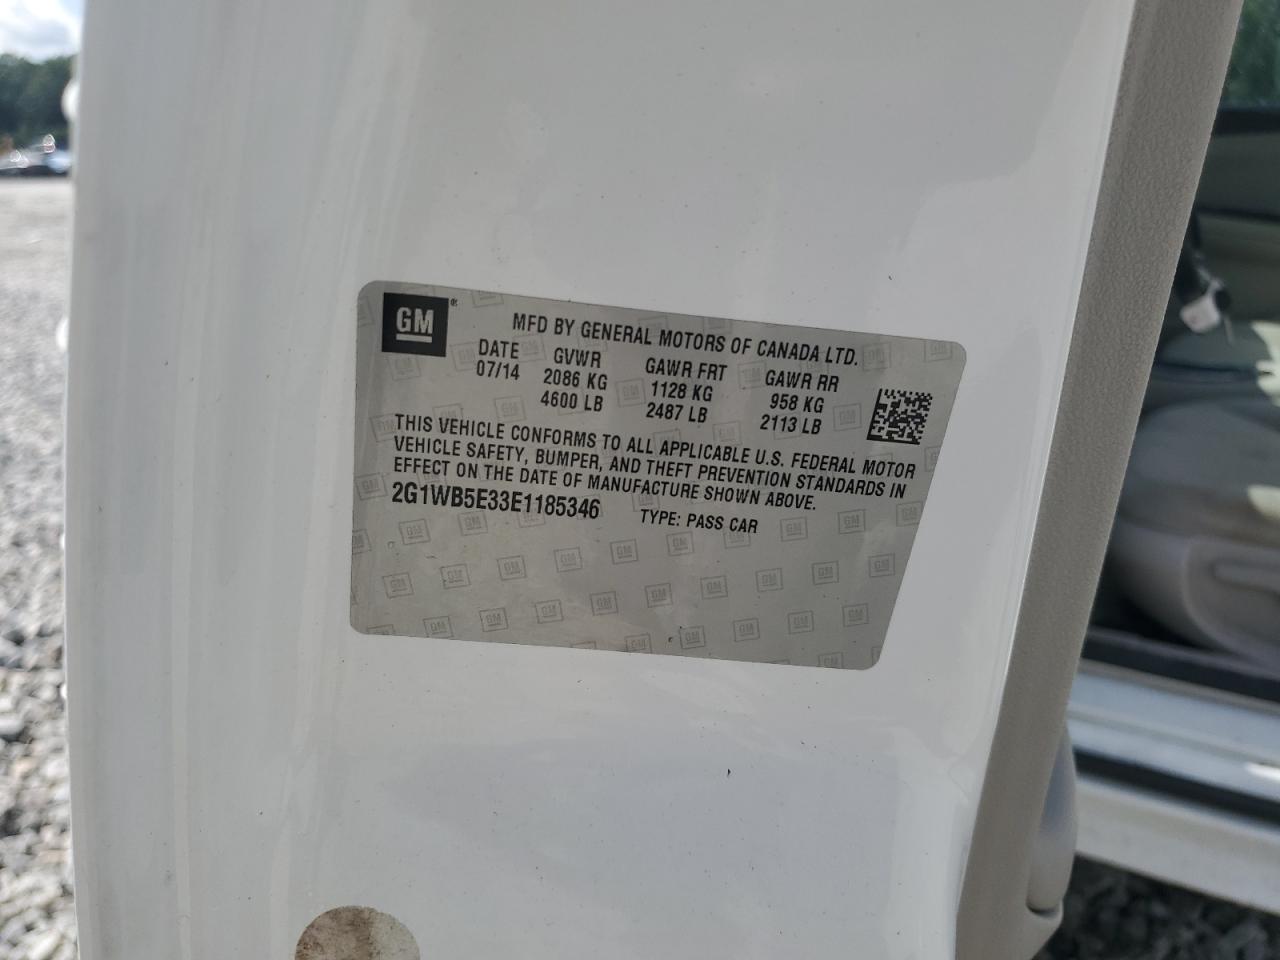 GM®
MFD BY GENERAL MOTORS OF CANADA LTD.
DATE GVWR GAWR FRT GAWR RR
07/14 2086 KG 1128 KG 958 KG
4600 LB 2487 LB 2113 LB
THIS VEHICLE CONFORMS TO ALL APPLICABLE U.S. FEDERAL MOTOR
VEHICLE SAFETY, BUMPER, AND THEFT PREVENTION STANDARDS IN
EFFECT ON THE DATE OF MANUFACTURE SHOWN ABOVE.
2G1WB5E33E1185346 TYPE: PASS CAR